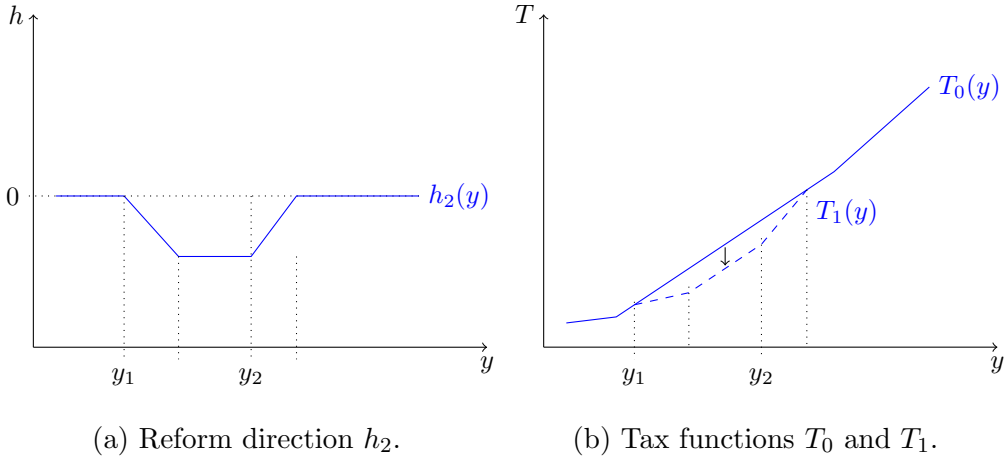 h
0
h₂(y)
y₁
y₂
y
(a) Reform direction h₂.
T
T₀(y)
T₁(y)
y₁
y₂
y
(b) Tax functions T₀ and T₁.